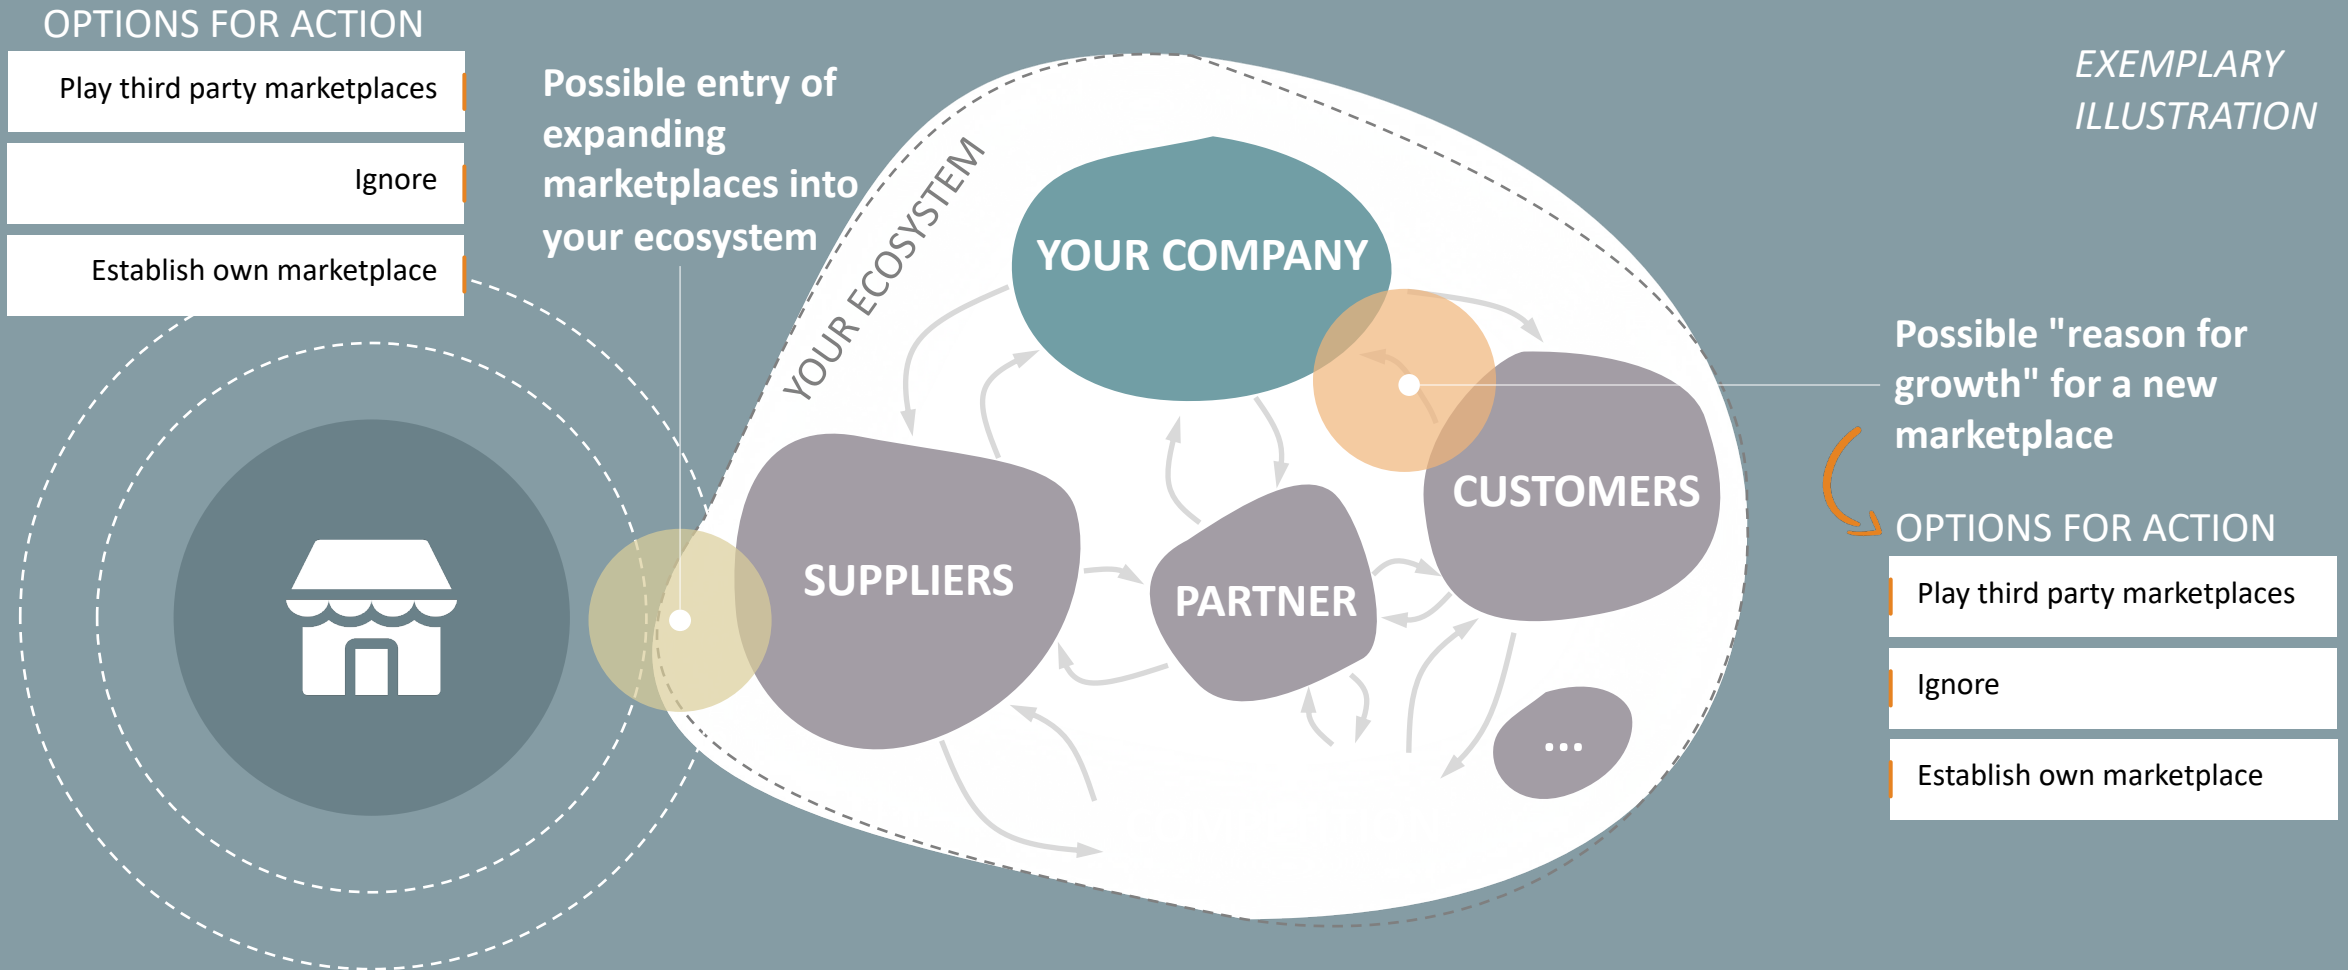 OPTIONS FOR ACTION
Play third party marketplaces
Ignore
Establish own marketplace
Possible entry of
expanding
marketplaces into
your ecosystem
YOUR ECOSYSTEM
YOUR COMPANY
SUPPLIERS
PARTNER
CUSTOMERS
...
EXEMPLARY
ILLUSTRATION
Possible "reason for
growth" for a new
marketplace
OPTIONS FOR ACTION
Play third party marketplaces
Ignore
Establish own marketplace